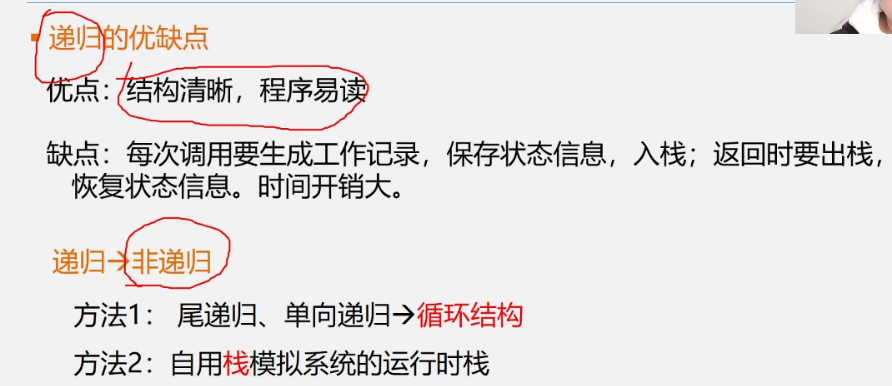 ▪ 递归的优缺点
优点：结构清晰，程序易读
缺点：每次调用要生成工作记录，保存状态信息，入栈；返回时要出栈，
恢复状态信息。时间开销大。
递归→非递归
方法1： 尾递归、单向递归→循环结构
方法2：自用栈模拟系统的运行时栈